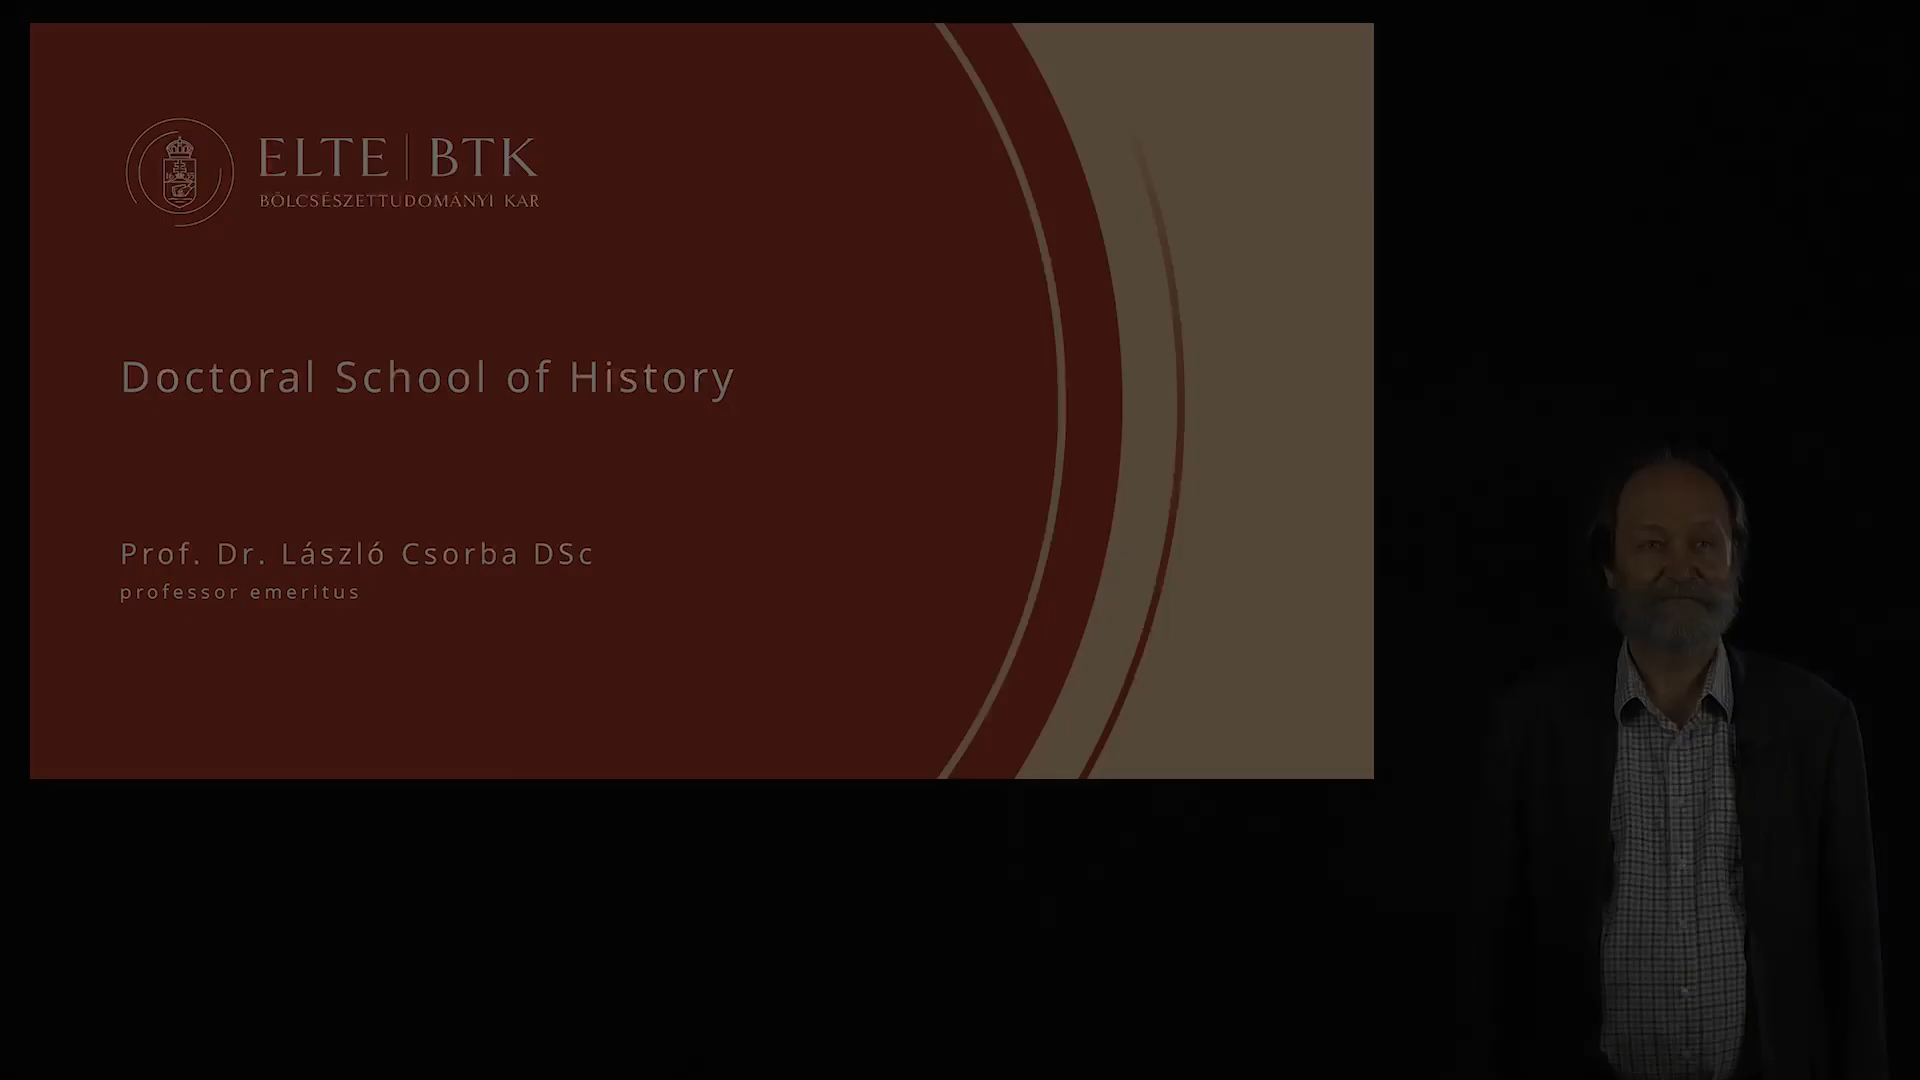 ELTE | BTK
BÖLCSÉSZETTUDOMÁNYI KAR
Doctoral School of History
Prof. Dr. László Csorba DSc
professor emeritus